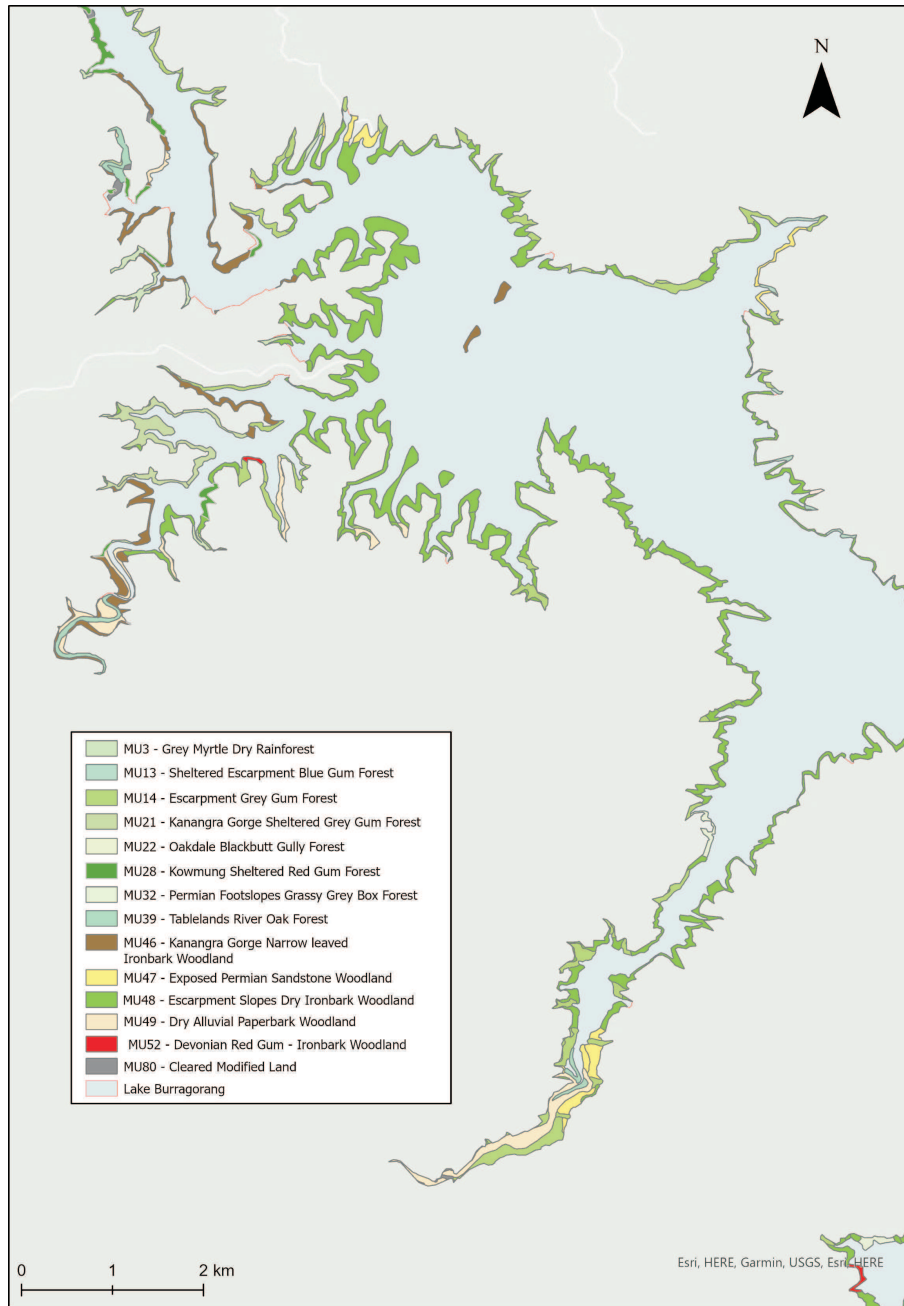 N
MU3 - Grey Myrtle Dry Rainforest
MU13 - Sheltered Escarpment Blue Gum Forest
MU14 - Escarpment Grey Gum Forest
MU21 - Kanangra Gorge Sheltered Grey Gum Forest
MU22 - Oakdale Blackbutt Gully Forest
MU28 - Kowmung Sheltered Red Gum Forest
MU32 - Permian Footslopes Grassy Grey Box Forest
MU39 - Tablelands River Oak Forest
MU46 - Kanangra Gorge Narrow leaved
Ironbark Woodland
MU47 - Exposed Permian Sandstone Woodland
MU48 - Escarpment Slopes Dry Ironbark Woodland
MU49 - Dry Alluvial Paperbark Woodland
MU52 - Devonian Red Gum - Ironbark Woodland
MU80 - Cleared Modified Land
Lake Burragorang
0 1 2 km
Esri, HERE, Garmin, USGS, Esri, HERE